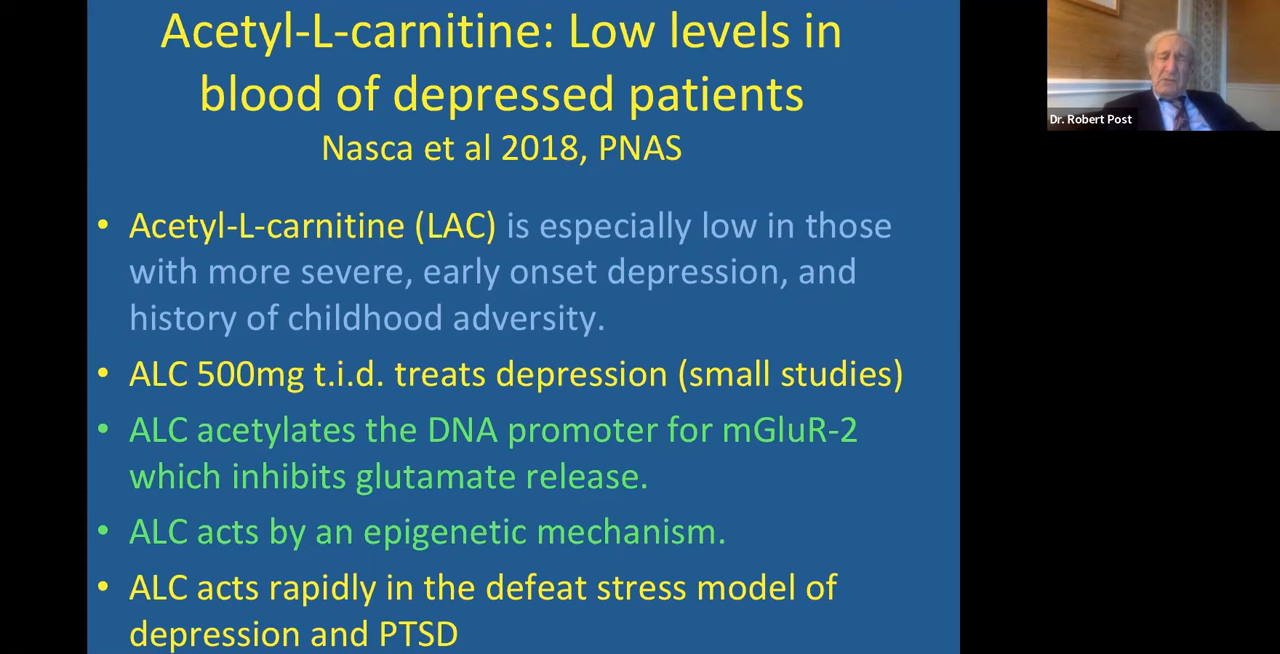 Acetyl-L-carnitine: Low levels in
blood of depressed patients
Nasca et al 2018, PNAS
• Acetyl-L-carnitine (LAC) is especially low in those
with more severe, early onset depression, and
history of childhood adversity.
• ALC 500mg t.i.d. treats depression (small studies)
• ALC acetylates the DNA promoter for mGluR-2
which inhibits glutamate release.
• ALC acts by an epigenetic mechanism.
• ALC acts rapidly in the defeat stress model of
depression and PTSD
Dr. Robert Post